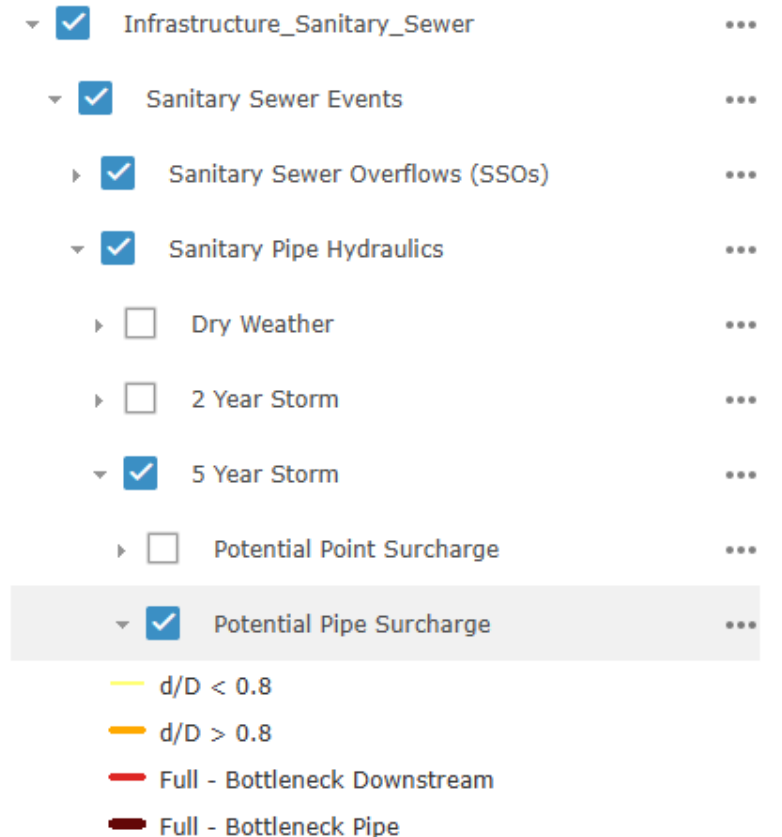 Infrastructure_Sanitary_Sewer
Sanitary Sewer Events
Sanitary Sewer Overflows (SSOs)
Sanitary Pipe Hydraulics
Dry Weather
2 Year Storm
5 Year Storm
Potential Point Surcharge
Potential Pipe Surcharge
d/D < 0.8
d/D > 0.8
Full - Bottleneck Downstream
Full - Bottleneck Pipe